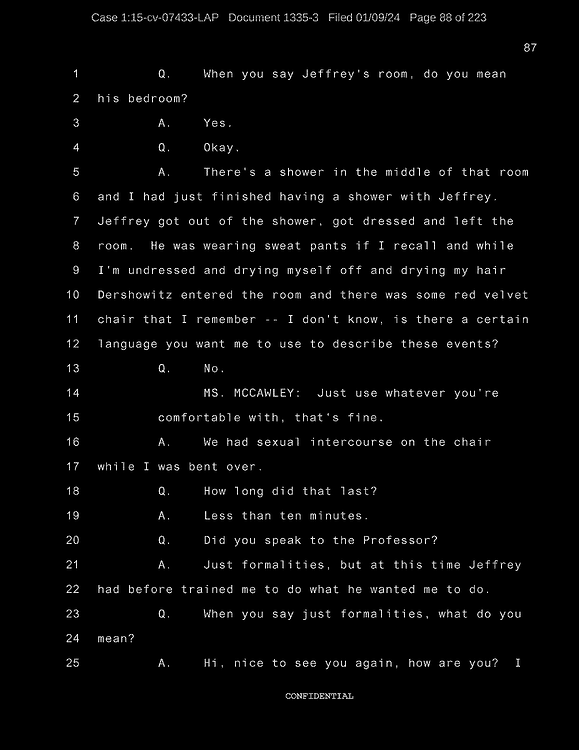 Case 1:15-cv-07433-LAP Document 1335-3 Filed 01/09/24 Page 88 of 223
87
1 Q. When you say Jeffrey's room, do you mean
2 his bedroom?
3 A. Yes.
4 Q. Okay.
5 A. There's a shower in the middle of that room
6 and I had just finished having a shower with Jeffrey.
7 Jeffrey got out of the shower, got dressed and left the
8 room. He was wearing sweat pants if I recall and while
9 I'm undressed and drying myself off and drying my hair
10 Dershowitz entered the room and there was some red velvet
11 chair that I remember -- I don't know, is there a certain
12 language you want me to use to describe these events?
13 Q. No.
14 MS. MCCAWLEY: Just use whatever you're
15 comfortable with, that's fine.
16 A. We had sexual intercourse on the chair
17 while I was bent over.
18 Q. How long did that last?
19 A. Less than ten minutes.
20 Q. Did you speak to the Professor?
21 A. Just formalities, but at this time Jeffrey
22 had before trained me to do what he wanted me to do.
23 Q. When you say just formalities, what do you
24 mean?
25 A. Hi, nice to see you again, how are you? I
CONFIDENTIAL